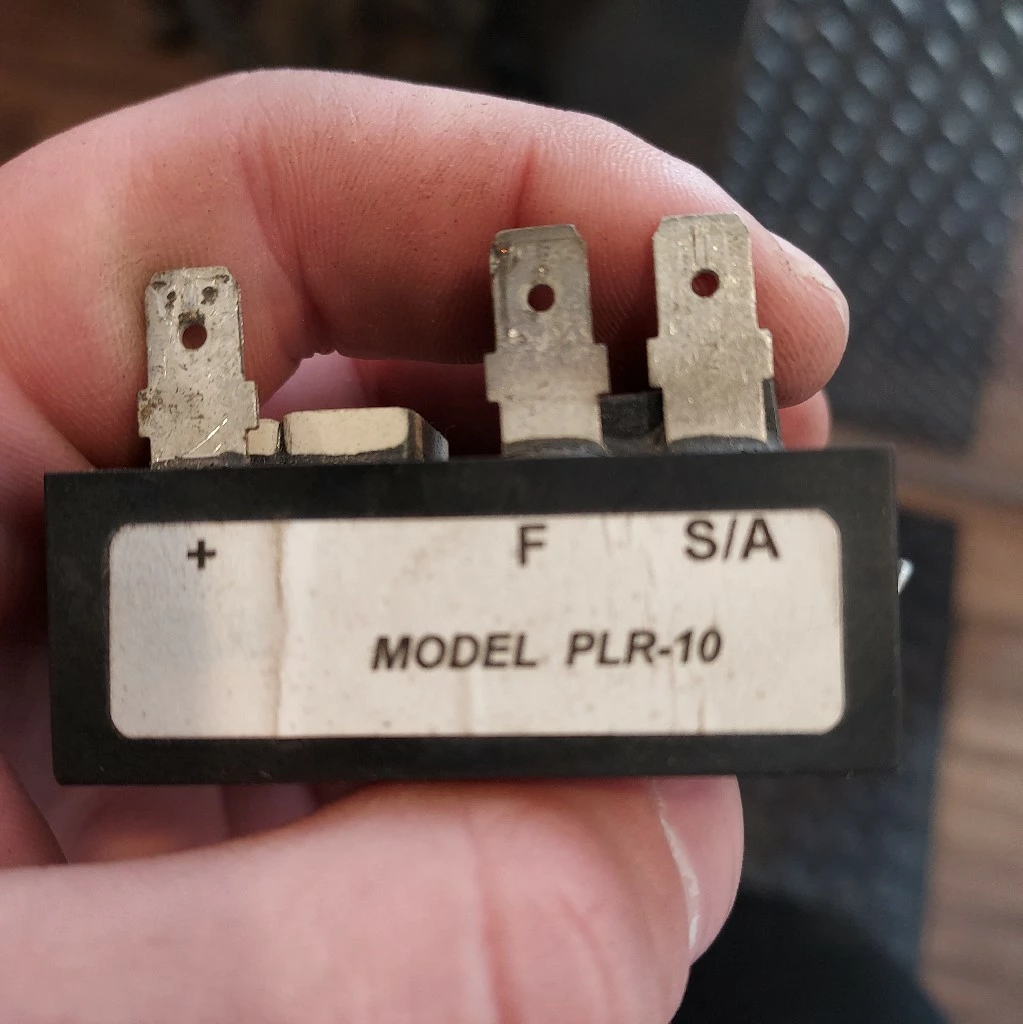 + F S/A
MODEL PLR-10